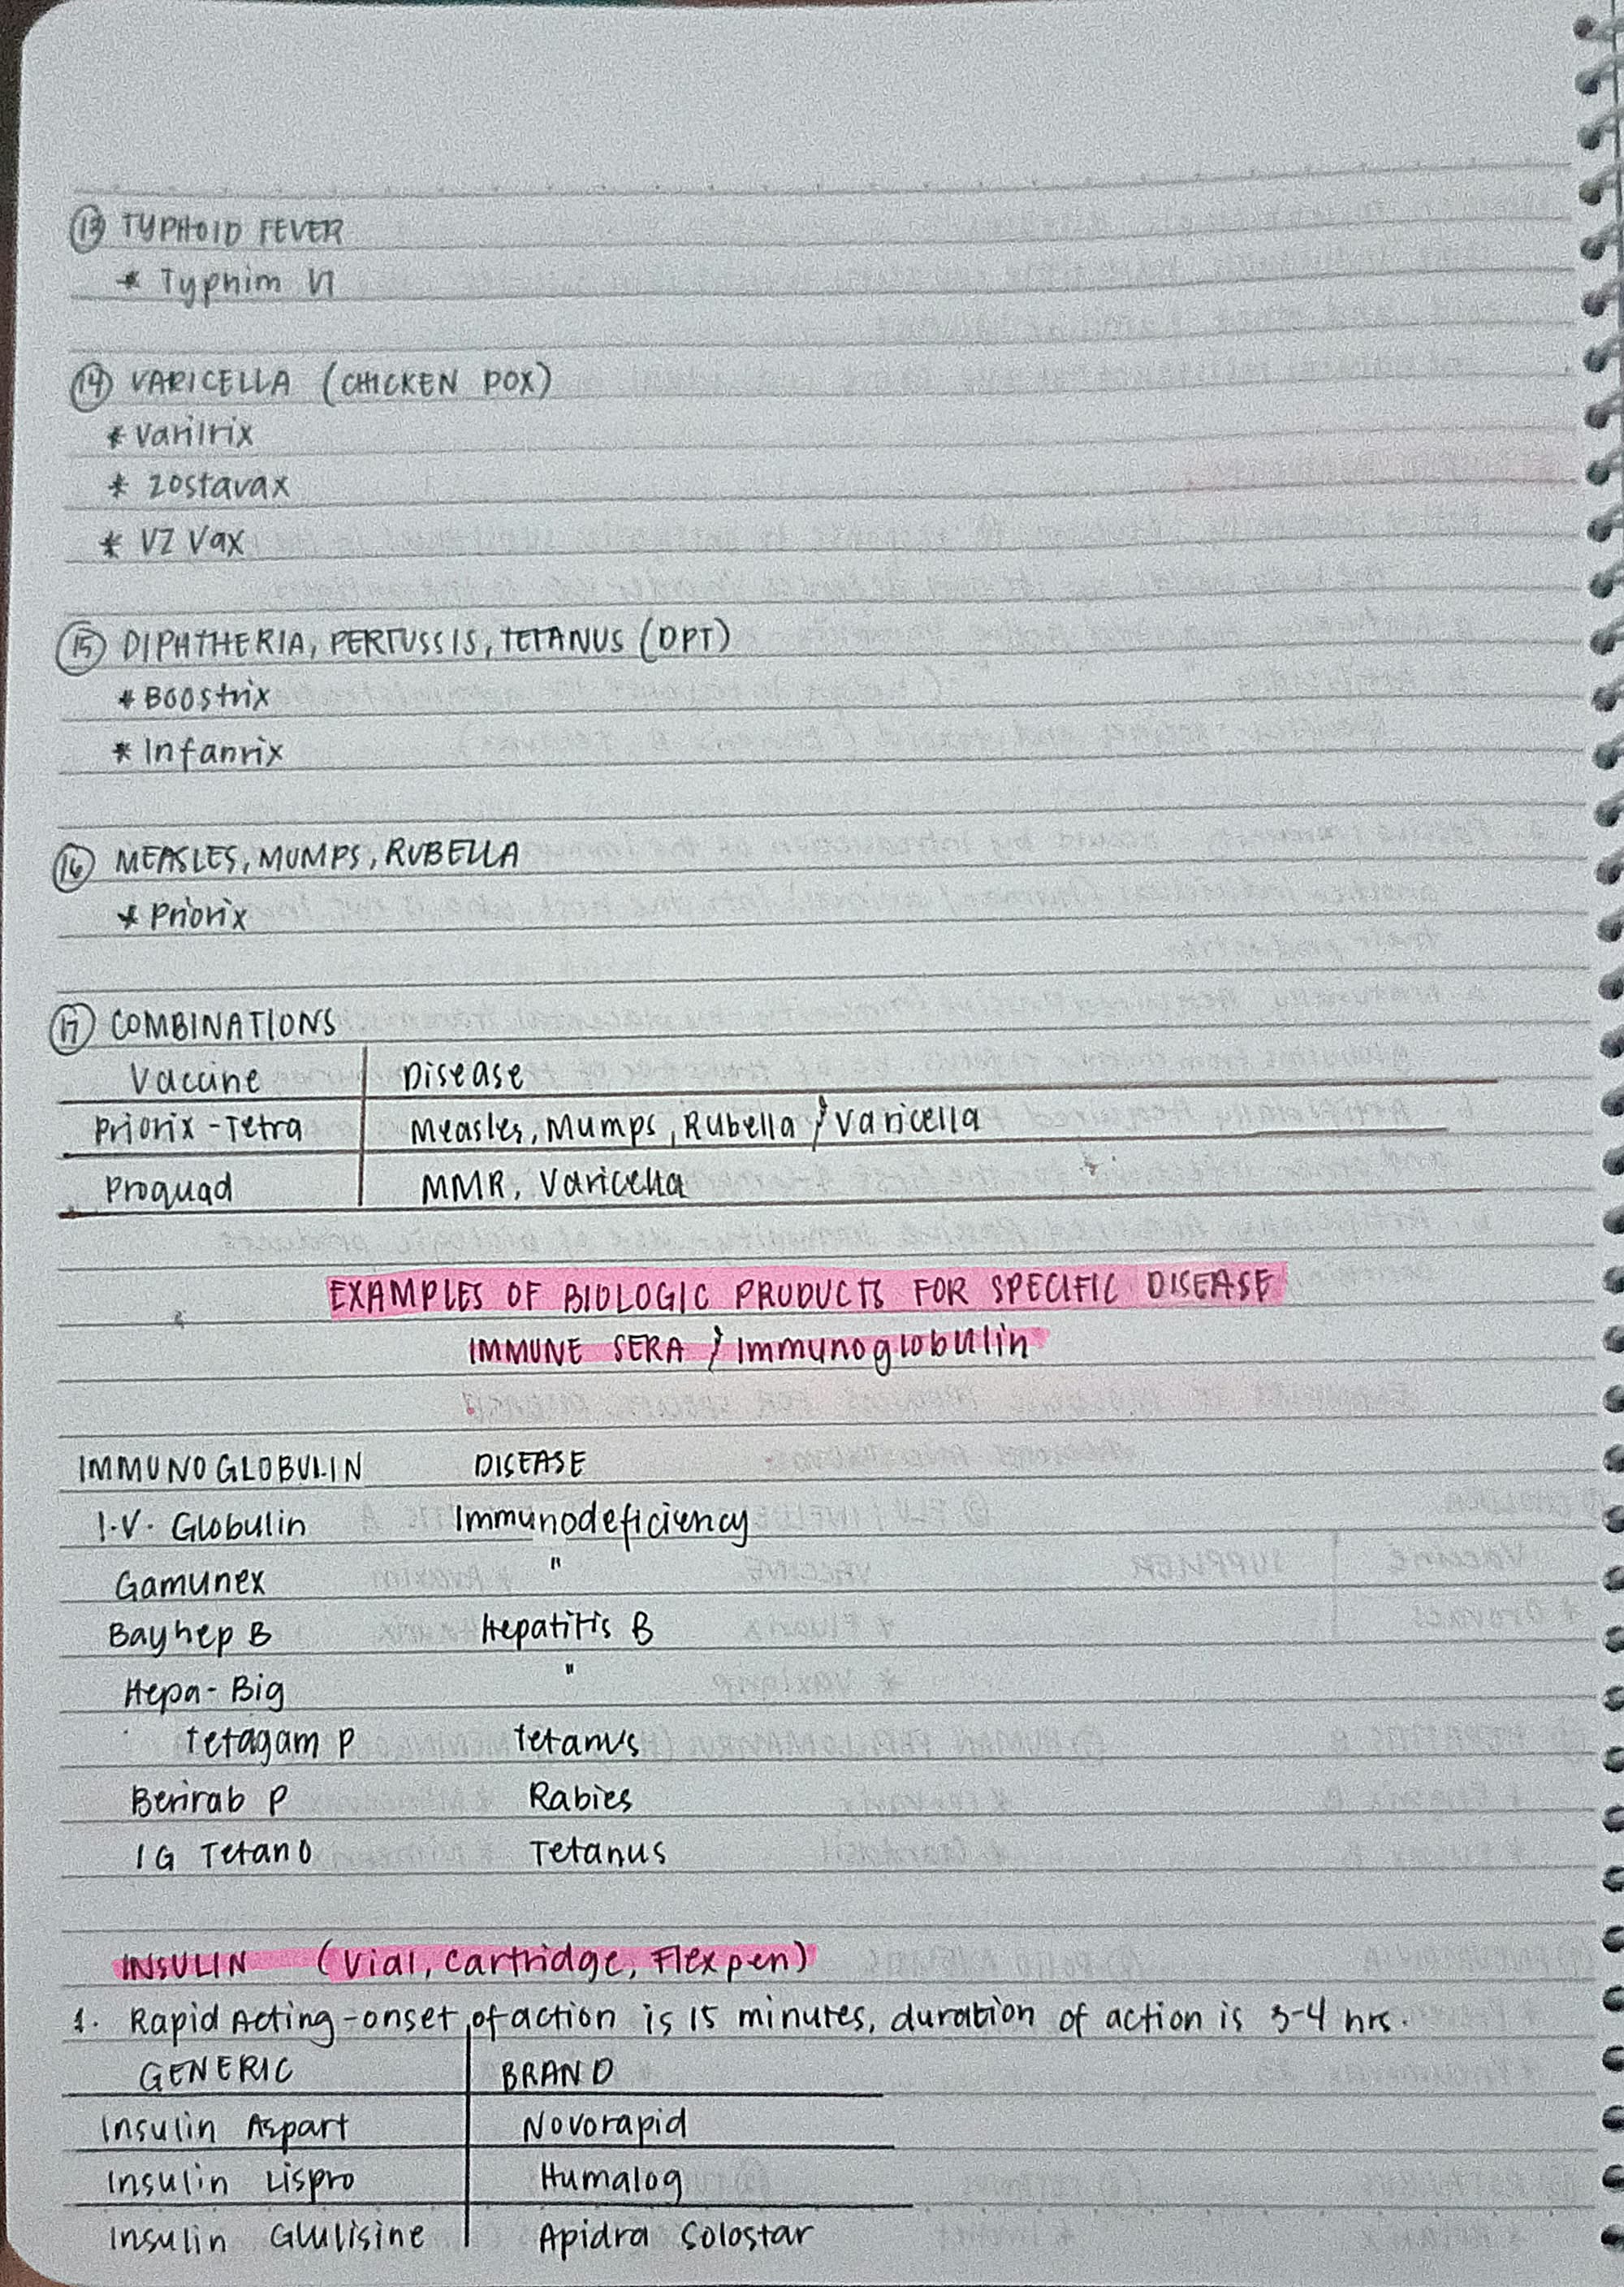 13 TYPHOID FEVER
* Typhim VI
14 VARICELLA (CHICKEN POX)
* Varilrix
* Zostavax
* VZ Vax
15 DIPHTHERIA, PERTUSSIS, TETANUS (DPT)
* Boostrix
* Infanrix
16 MEASLES, MUMPS, RUBELLA
* Priorix
17 COMBINATIONS
Vaccine Disease
Priorix-Tetra Measles, Mumps, Rubella & Varicella
Proquad MMR, Varicella
EXAMPLES OF BIOLOGIC PRODUCTS FOR SPECIFIC DISEASE
IMMUNE SERA & Immunoglobulin
IMMUNOGLOBULIN DISEASE
I.V. Globulin Immunodeficiency
Gamunex "
Bayhep B Hepatitis B
Hepa-Big "
Tetagam P Tetanus
Berirab P Rabies
IG Tetano Tetanus
INSULIN (Vial, Cartridge, Flexpen)
1. Rapid Acting - onset of action is 15 minutes, duration of action is 3-4 hrs.
GENERIC BRAND
Insulin Aspart Novorapid
Insulin Lispro Humalog
Insulin Glulisine Apidra Solostar